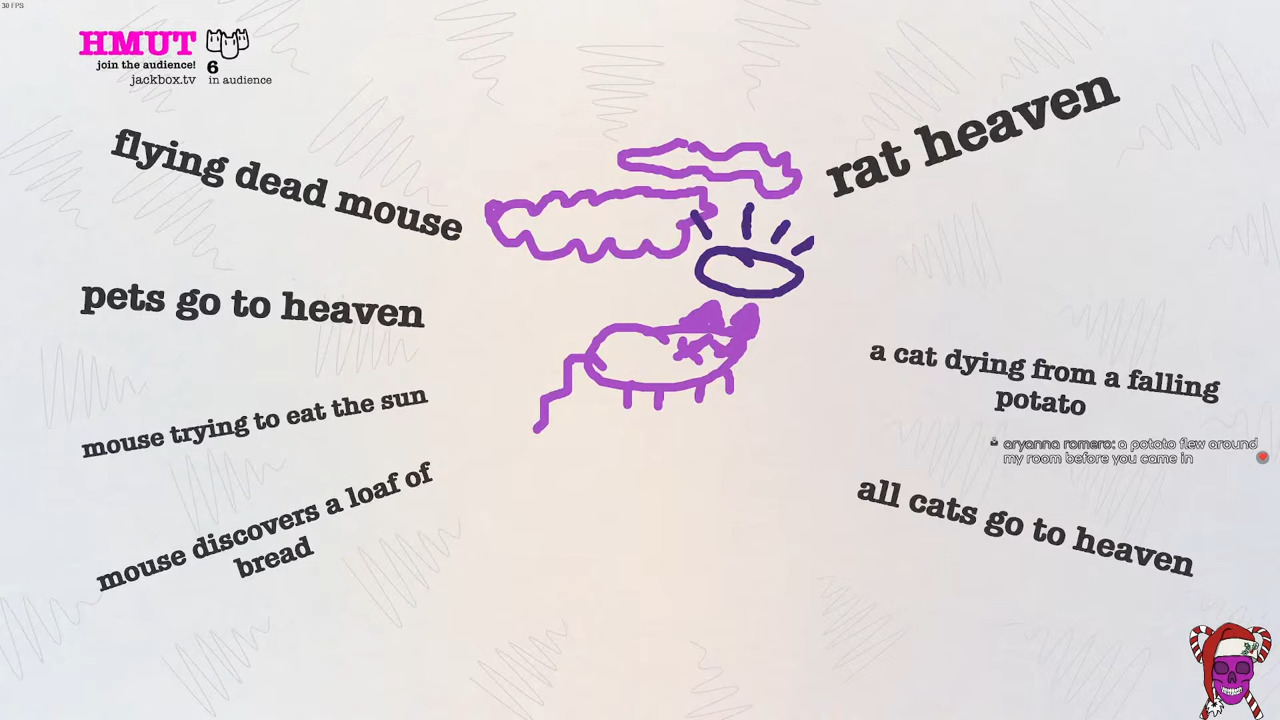 30 FPS
HMUT
join the audience!
jackbox.tv
6
in audience
flying dead mouse
pets go to heaven
mouse trying to eat the sun
mouse discovers a loaf of
bread
rat heaven
a cat dying from a falling
potato
aryanna romero: a potato flew around
my room before you came in
all cats go to heaven